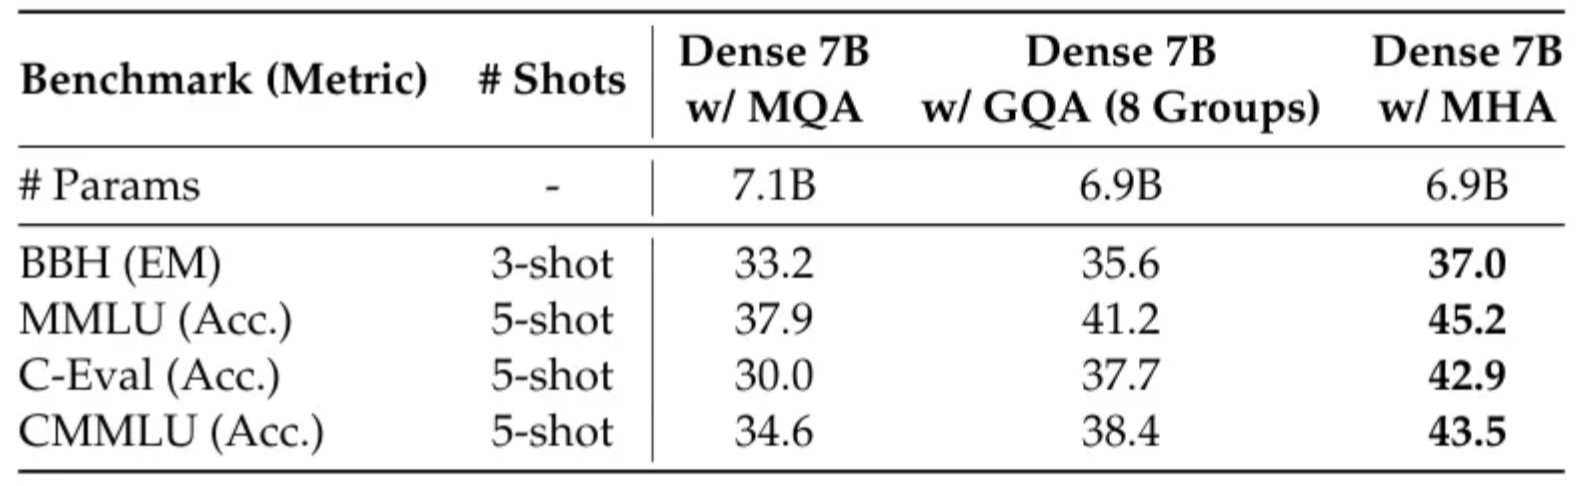 Benchmark (Metric) # Shots Dense 7B w/ MQA Dense 7B w/ GQA (8 Groups) Dense 7B w/ MHA
# Params - 7.1B 6.9B 6.9B
BBH (EM) 3-shot 33.2 35.6 37.0
MMLU (Acc.) 5-shot 37.9 41.2 45.2
C-Eval (Acc.) 5-shot 30.0 37.7 42.9
CMMLU (Acc.) 5-shot 34.6 38.4 43.5